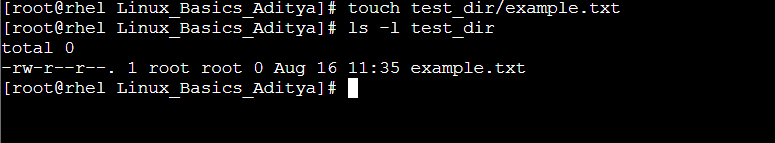 [root@rhel Linux_Basics_Aditya]# touch test_dir/example.txt
[root@rhel Linux_Basics_Aditya]# ls -l test_dir
total 0
-rw-r--r--. 1 root root 0 Aug 16 11:35 example.txt
[root@rhel Linux_Basics_Aditya]#